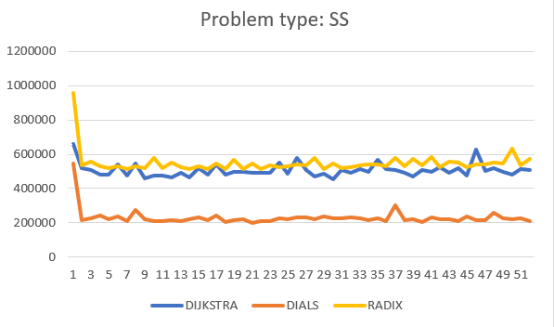 Problem type: SS
1200000
1000000
800000
600000
400000
200000
0
1 3 5 7 9 11 13 15 17 19 21 23 25 27 29 31 33 35 37 39 41 43 45 47 49 51
DIJKSTRA DIALS RADIX